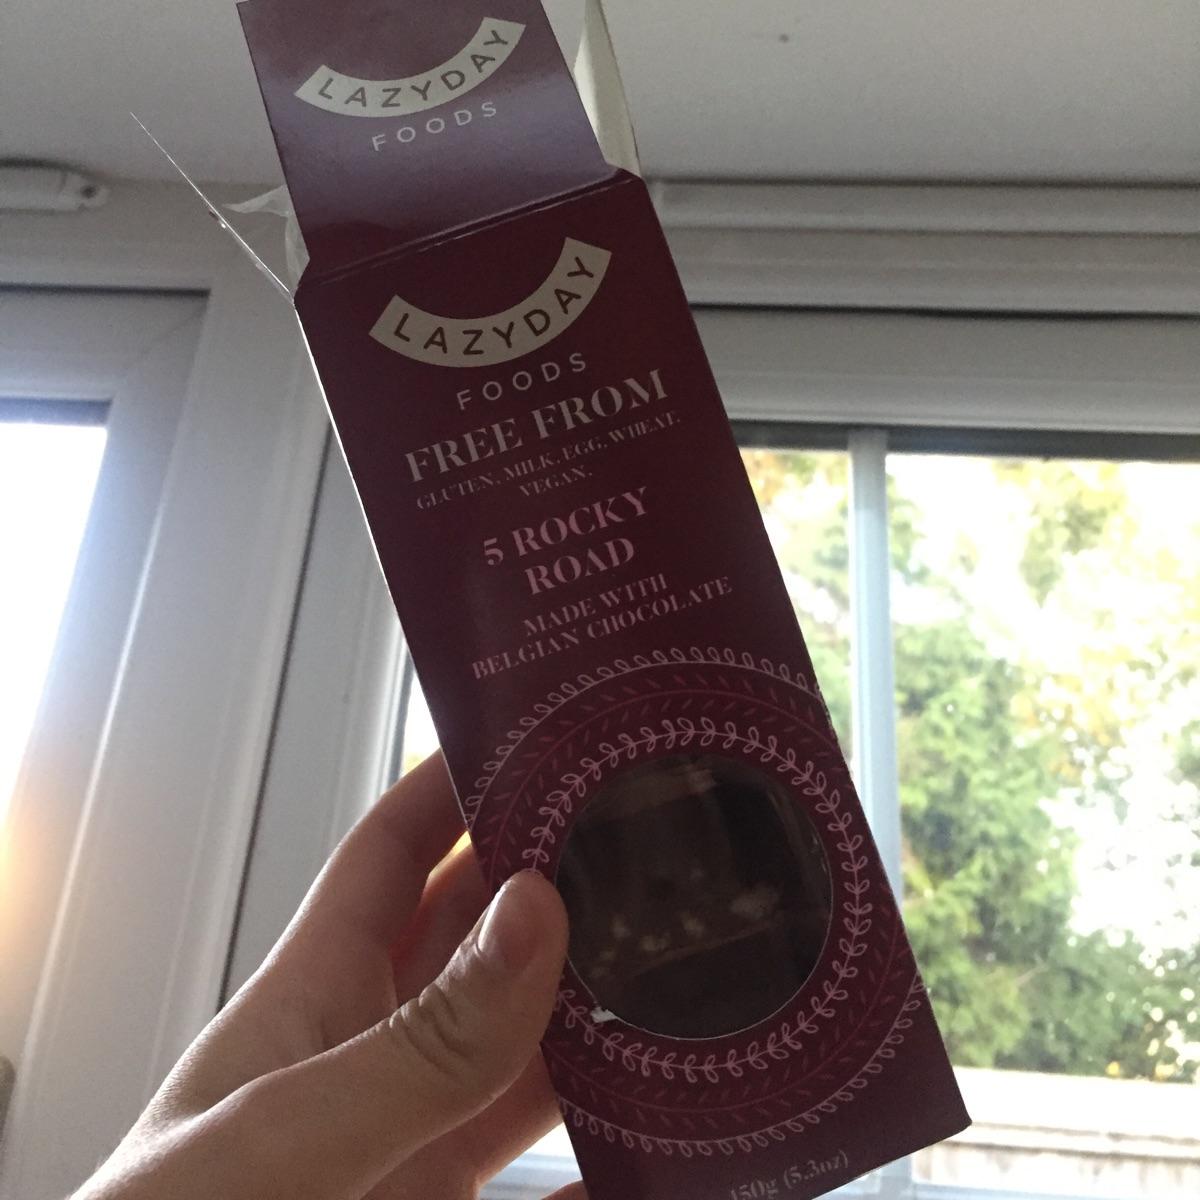 LAZYDAY
FOODS
LAZYDAY
FOODS
FREE FROM
GLUTEN, MILK, EGG, WHEAT.
VEGAN.
5 ROCKY
ROAD
MADE WITH
BELGIAN CHOCOLATE
150g (5.3oz)